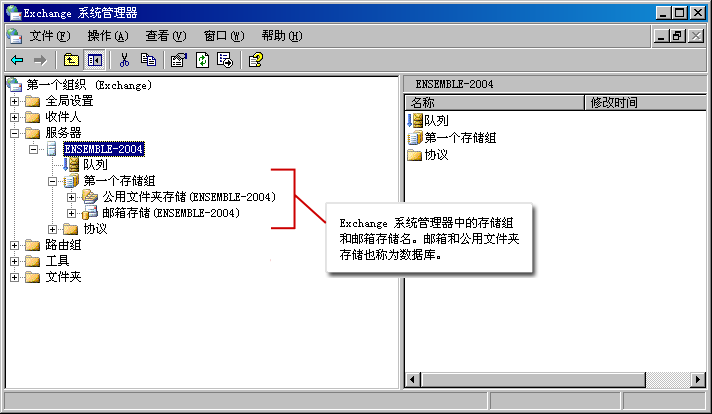 Exchange 系统管理器
文件(F) 操作(A) 查看(V) 窗口(W) 帮助(H)
第一个组织 (Exchange)
全局设置
收件人
服务器
ENSEMBLE-2004
队列
第一个存储组
公用文件夹存储(ENSEMBLE-2004)
邮箱存储(ENSEMBLE-2004)
协议
路由组
工具
文件夹
Exchange 系统管理器中的存储组
和邮箱存储名。邮箱和公用文件夹
存储也称为数据库。
ENSEMBLE-2004
名称 修改时间
队列
第一个存储组
协议